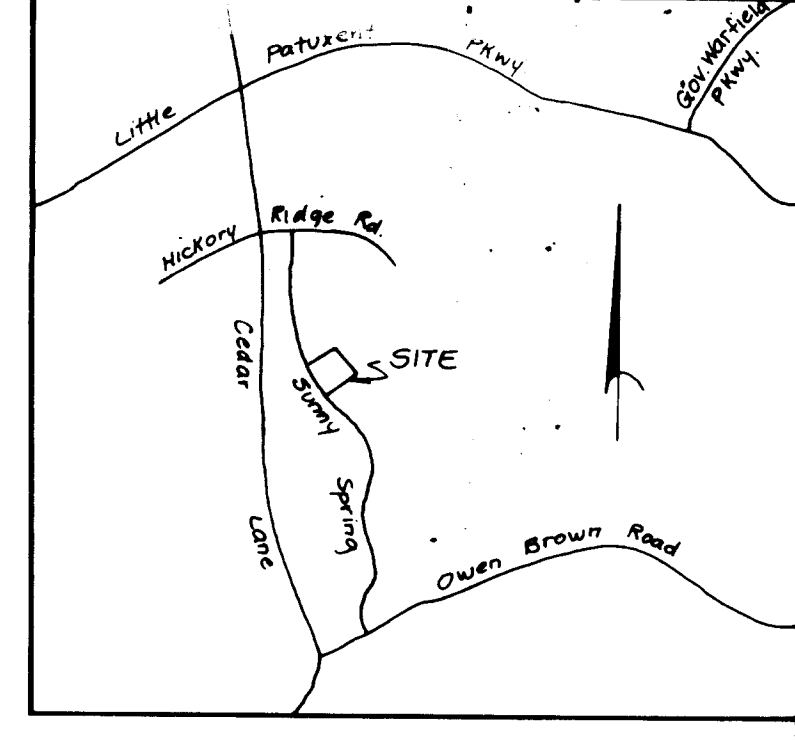 Little Patuxent PKwy
Gov. Warfield
PKwy.
Hickory Ridge Rd.
Cedar Lane
SITE
Sunny Spring
Owen Brown Road